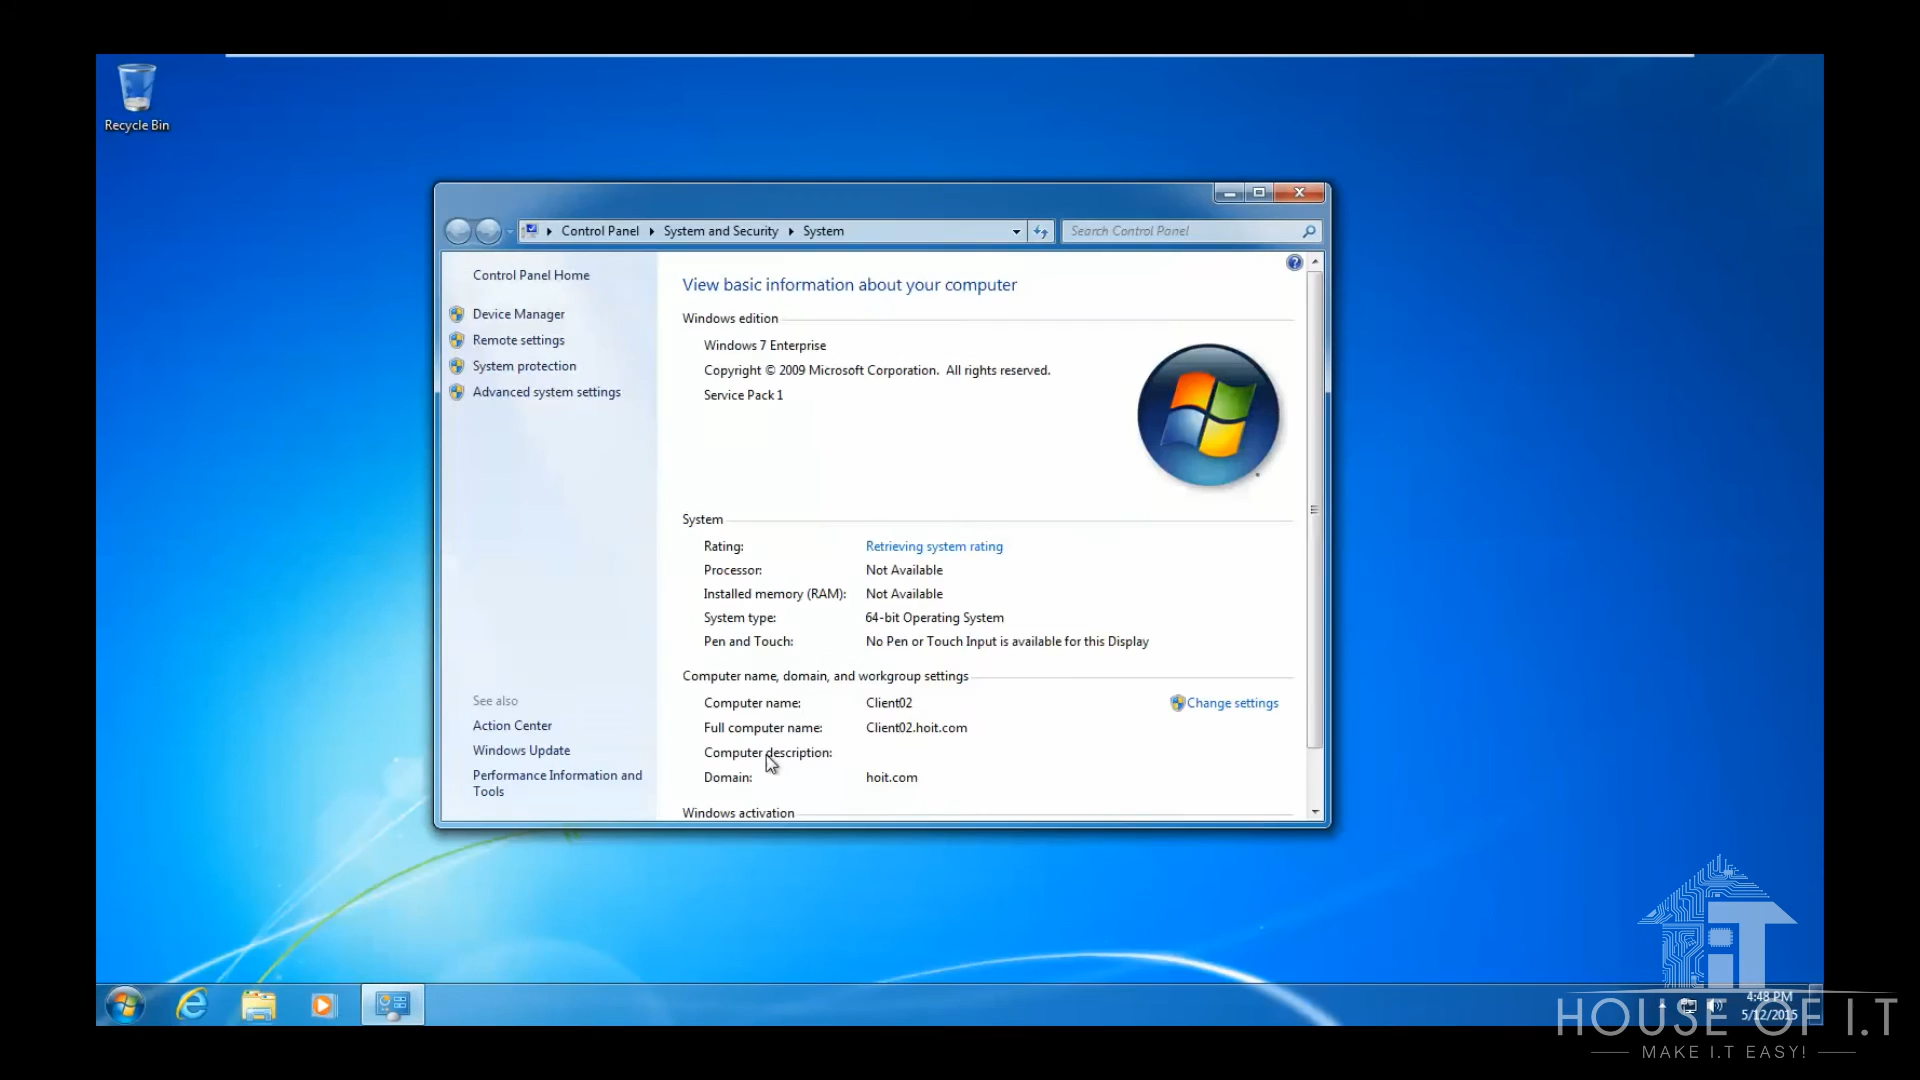 Recycle Bin
Control Panel
System and Security
System
Search Control Panel
Control Panel Home
Device Manager
Remote settings
System protection
Advanced system settings
See also
Action Center
Windows Update
Performance Information and
Tools
View basic information about your computer
Windows edition
Windows 7 Enterprise
Copyright © 2009 Microsoft Corporation. All rights reserved.
Service Pack 1
System
Rating: Retrieving system rating
Processor: Not Available
Installed memory (RAM): Not Available
System type: 64-bit Operating System
Pen and Touch: No Pen or Touch Input is available for this Display
Computer name, domain, and workgroup settings
Computer name: Client02 Change settings
Full computer name: Client02.hoit.com
Computer description:
Domain: hoit.com
Windows activation
4:48 PM
5/12/2015
iT
HOUSE OF I.T
MAKE I.T EASY!